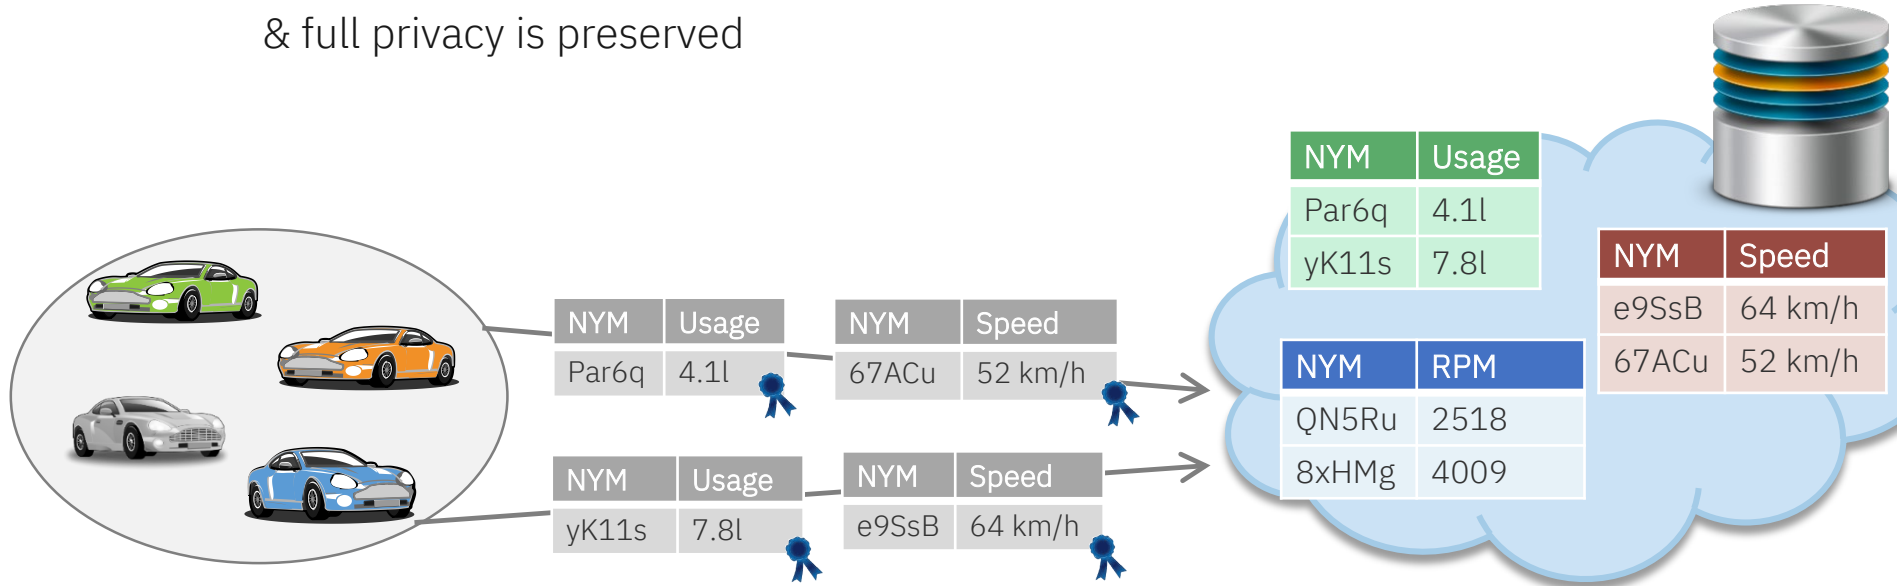 & full privacy is preserved
NYM Usage
Par6q 4.1l
NYM Speed
67ACu 52 km/h
NYM Usage
yK11s 7.8l
NYM Speed
e9SsB 64 km/h
NYM Usage
Par6q 4.1l
yK11s 7.8l
NYM Speed
e9SsB 64 km/h
67ACu 52 km/h
NYM RPM
QN5Ru 2518
8xHMg 4009